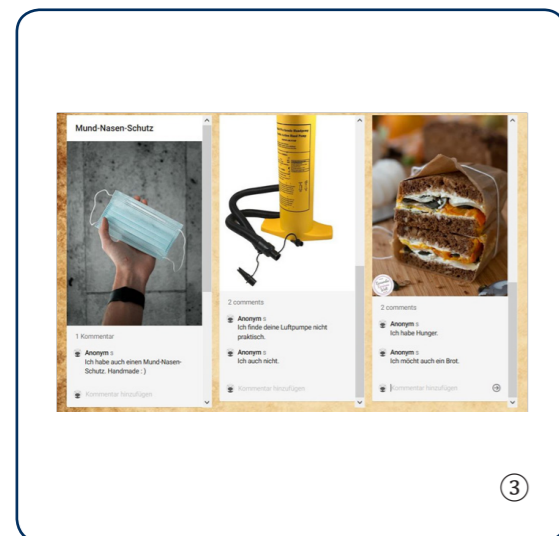 Mund-Nasen-Schutz
1 Kommentar
Anonym s
Ich habe auch einen Mund-Nasen-
Schutz. Handmade : )
Kommentar hinzufügen
2 comments
Anonym s
Ich finde deine Luftpumpe nicht
praktisch.
Anonym s
Ich auch nicht.
Kommentar hinzufügen
2 comments
Anonym s
Ich habe Hunger.
Anonym s
Ich möcht auch ein Brot.
Kommentar hinzufügen
3